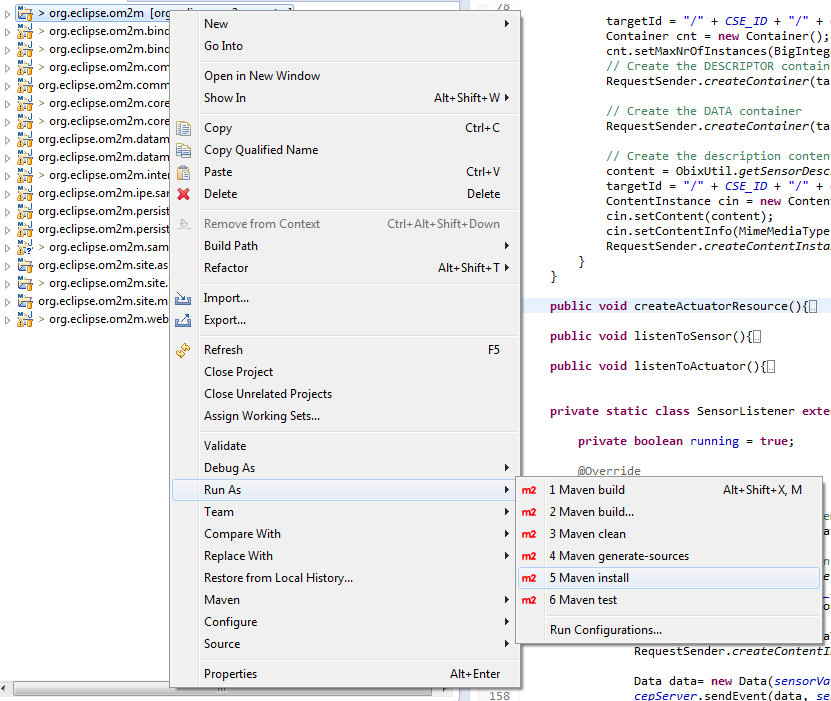 > org.eclipse.om2m
> org.eclipse.om2m.bind
> org.eclipse.om2m.bind
> org.eclipse.om2m.com
org.eclipse.om2m.comm
> org.eclipse.om2m.core
> org.eclipse.om2m.core
org.eclipse.om2m.datam
org.eclipse.om2m.datam
> org.eclipse.om2m.inter
org.eclipse.om2m.ipe.sam
org.eclipse.om2m.persist
org.eclipse.om2m.persist
> org.eclipse.om2m.sam
org.eclipse.om2m.site.as
> org.eclipse.om2m.site.
org.eclipse.om2m.site.m
> org.eclipse.om2m.web
New
Go Into
Open in New Window
Show In Alt+Shift+W
Copy Ctrl+C
Copy Qualified Name
Paste Ctrl+V
Delete Delete
Remove from Context Ctrl+Alt+Shift+Down
Build Path
Refactor Alt+Shift+T
Import...
Export...
Refresh F5
Close Project
Close Unrelated Projects
Assign Working Sets...
Validate
Debug As
Run As
Team
Compare With
Replace With
Restore from Local History...
Maven
Configure
Source
Properties Alt+Enter
1 Maven build Alt+Shift+X, M
2 Maven build...
3 Maven clean
4 Maven generate-sources
5 Maven install
6 Maven test
Run Configurations...
78
targetId = "/" + CSE_ID + "/" +
Container cnt = new Container();
cnt.setMaxNrOfInstances(BigInteg
// Create the DESCRIPTOR contain
RequestSender.createContainer(ta
// Create the DATA container
RequestSender.createContainer(ta
// Create the description conten
content = ObixUtil.getSensorDesc
targetId = "/" + CSE_ID + "/" +
ContentInstance cin = new Conten
cin.setContent(content);
cin.setContentInfo(MimeMediaType
RequestSender.createContentInsta
}
}
public void createActuatorResource(){
public void listenToSensor(){
public void listenToActuator(){
private static class SensorListener exte
private boolean running = true;
@Override
RequestSender.createContentI
Data data= new Data(sensorVa
158 cepServer.sendEvent(data, se